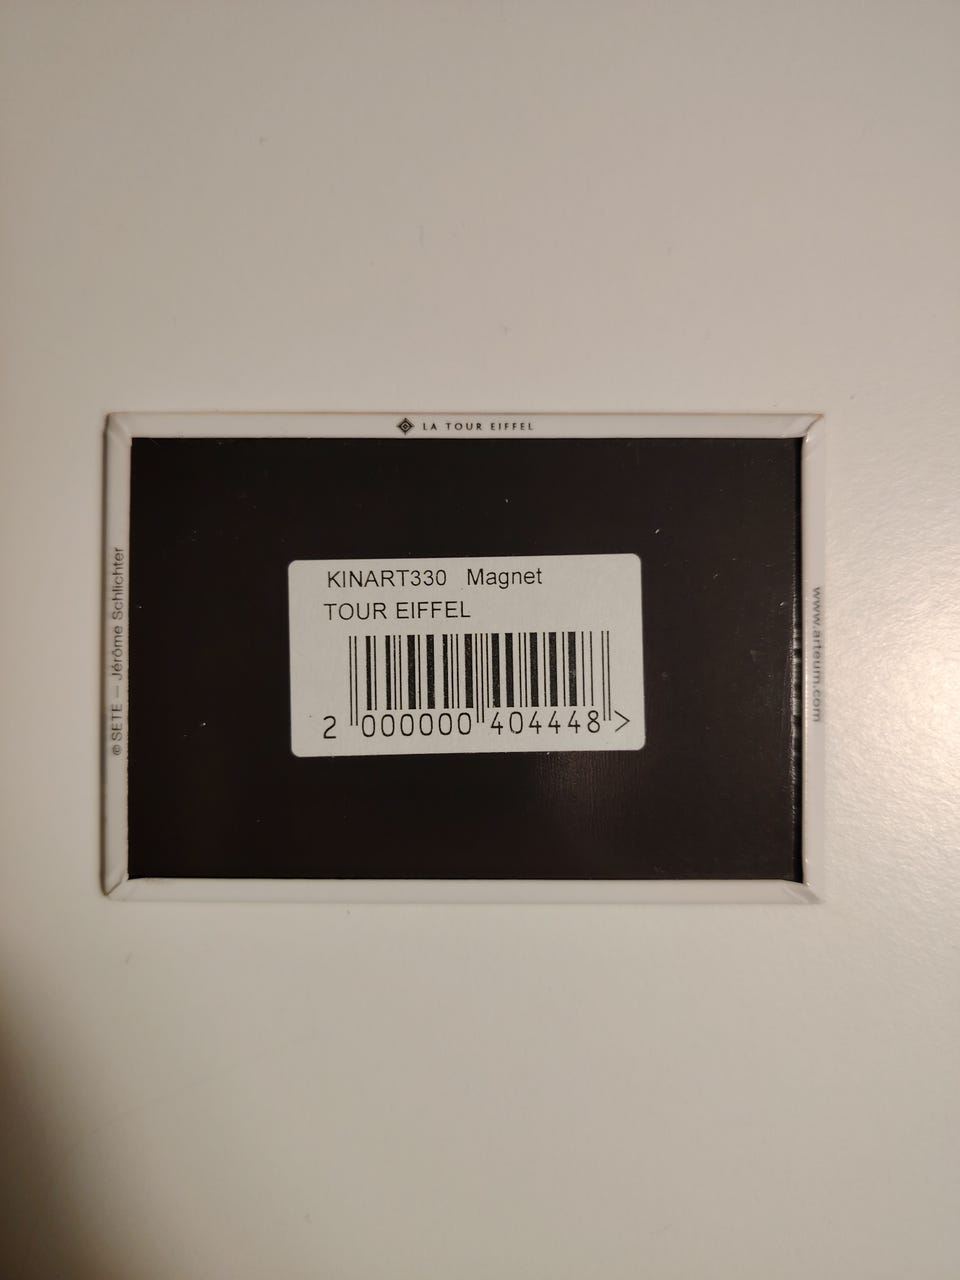 LA TOUR EIFFEL
© SETE – Jérôme Schlichter
KINART330 Magnet
TOUR EIFFEL
2 000000 404448 >
www.arteum.com